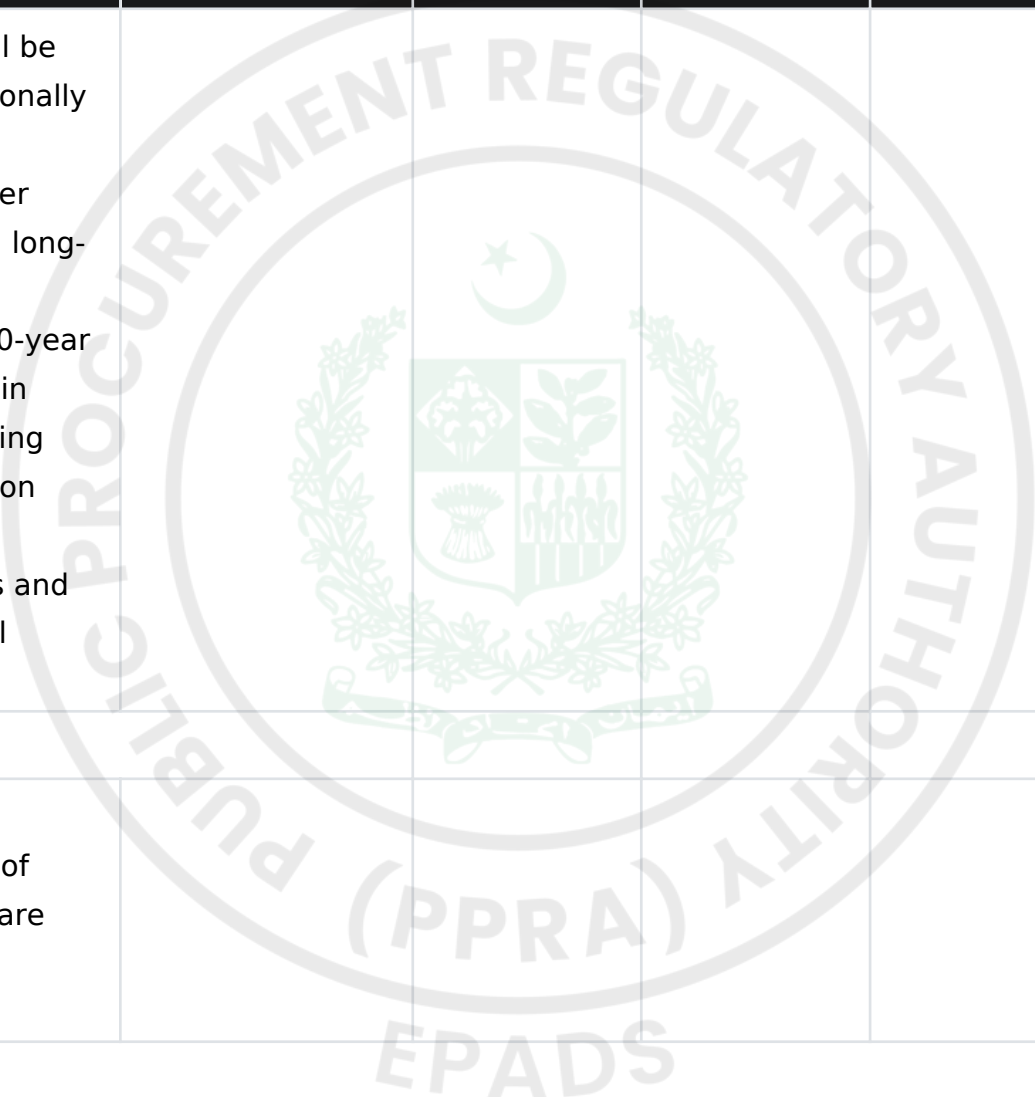 l be
onally
er
long-
0-year
in
ing
on
s and
l
of
are
PUBLIC PROCUREMENT REGULATORY AUTHORITY
(PPRA)
EPADS